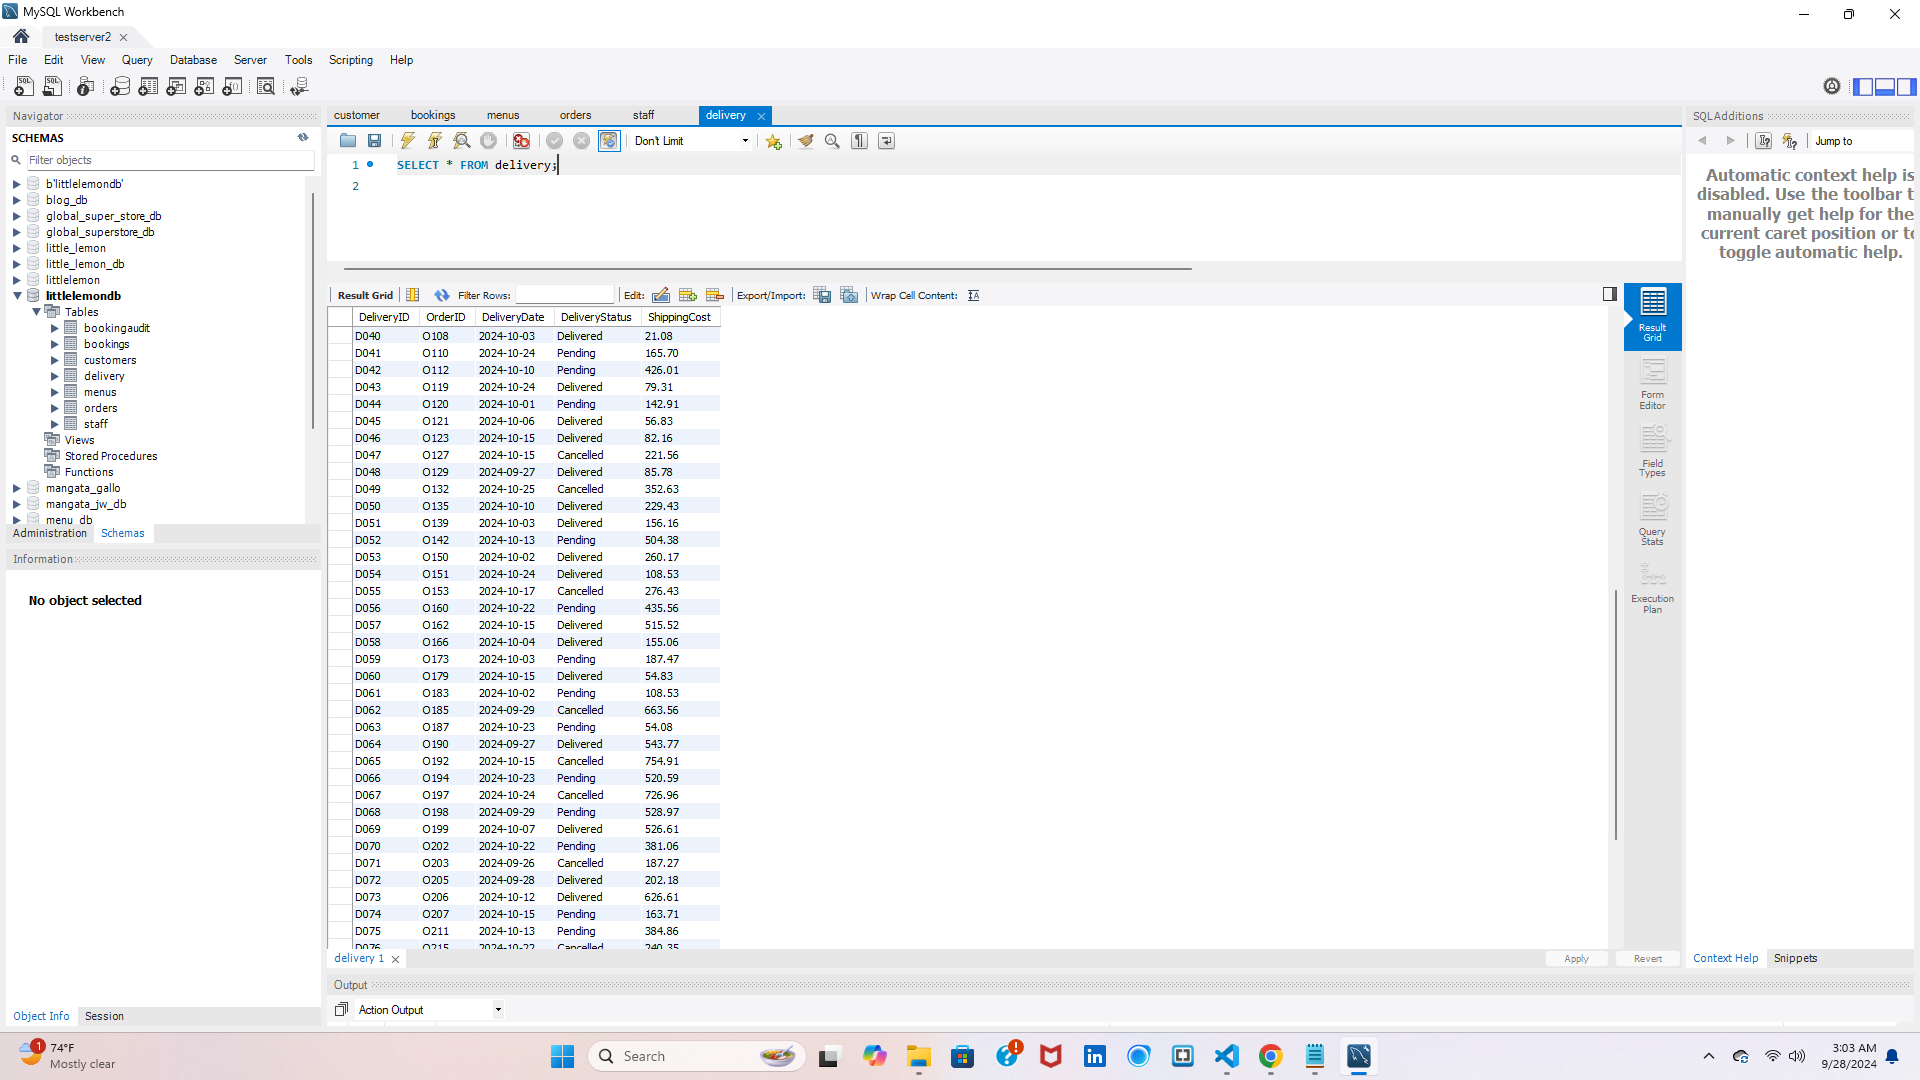 MySQL Workbench
testserver2
File Edit View Query Database Server Tools Scripting Help
Navigator
SCHEMAS
Filter objects
b'littlelemondb'
blog_db
global_super_store_db
global_superstore_db
little_lemon
little_lemon_db
littlelemon
littlelemondb
Tables
bookingaudit
bookings
customers
delivery
menus
orders
staff
Views
Stored Procedures
Functions
mangata_gallo
mangata_jw_db
menu_db
Administration Schemas
Information
No object selected
Object Info Session
customer bookings menus orders staff delivery
Don't Limit
1 SELECT * FROM delivery;
2
Result Grid Filter Rows: Edit: Export/Import: Wrap Cell Content:
DeliveryID OrderID DeliveryDate DeliveryStatus ShippingCost
D040 O108 2024-10-03 Delivered 21.08
D041 O110 2024-10-24 Pending 165.70
D042 O112 2024-10-10 Pending 426.01
D043 O119 2024-10-24 Delivered 79.31
D044 O120 2024-10-01 Pending 142.91
D045 O121 2024-10-06 Delivered 56.83
D046 O123 2024-10-15 Delivered 82.16
D047 O127 2024-10-15 Cancelled 221.56
D048 O129 2024-09-27 Delivered 85.78
D049 O132 2024-10-25 Cancelled 352.63
D050 O135 2024-10-10 Delivered 229.43
D051 O139 2024-10-03 Delivered 156.16
D052 O142 2024-10-13 Pending 504.38
D053 O150 2024-10-02 Delivered 260.17
D054 O151 2024-10-24 Delivered 108.53
D055 O153 2024-10-17 Cancelled 276.43
D056 O160 2024-10-22 Pending 435.56
D057 O162 2024-10-15 Delivered 515.52
D058 O166 2024-10-04 Delivered 155.06
D059 O173 2024-10-03 Pending 187.47
D060 O179 2024-10-15 Delivered 54.83
D061 O183 2024-10-02 Pending 108.53
D062 O185 2024-09-29 Cancelled 663.56
D063 O187 2024-10-23 Pending 54.08
D064 O190 2024-09-27 Delivered 543.77
D065 O192 2024-10-15 Cancelled 754.91
D066 O194 2024-10-23 Pending 520.59
D067 O197 2024-10-24 Cancelled 726.96
D068 O198 2024-09-29 Pending 528.97
D069 O199 2024-10-07 Delivered 526.61
D070 O202 2024-10-22 Pending 381.06
D071 O203 2024-09-26 Cancelled 187.27
D072 O205 2024-09-28 Delivered 202.18
D073 O206 2024-10-12 Delivered 626.61
D074 O207 2024-10-15 Pending 163.71
D075 O211 2024-10-13 Pending 384.86
D076 O215 2024-10-22 Cancelled 240.35
delivery 1
Apply Revert
Output
Action Output
Result
Grid
Form
Editor
Field
Types
Query
Stats
Execution
Plan
SQLAdditions
Jump to
Automatic context help is
disabled. Use the toolbar t
manually get help for the
current caret position or to
toggle automatic help.
Context Help Snippets
1
74°F
Mostly clear
Search
3:03 AM
9/28/2024